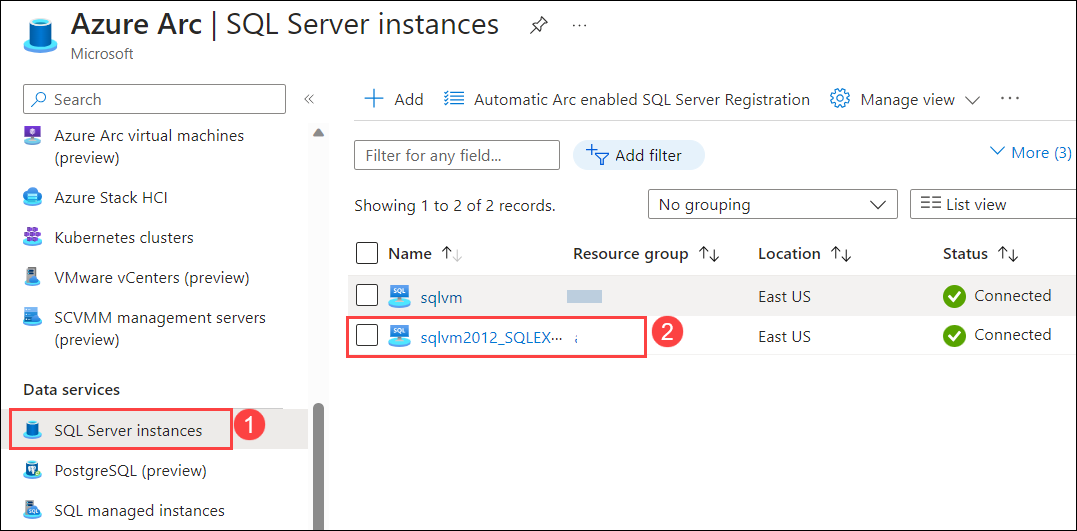 Azure Arc | SQL Server instances ···
Microsoft
Search «
Azure Arc virtual machines
(preview)
Azure Stack HCI
Kubernetes clusters
VMware vCenters (preview)
SCVMM management servers
(preview)
Data services
SQL Server instances 1
PostgreSQL (preview)
SQL managed instances
+ Add Automatic Arc enabled SQL Server Registration Manage view ···
Filter for any field... Add filter More (3)
Showing 1 to 2 of 2 records. No grouping List view
Name ↑↓ Resource group ↑↓ Location ↑↓ Status ↑↓
SQL sqlvm East US Connected
SQL sqlvm2012_SQLEX··· 2 East US Connected